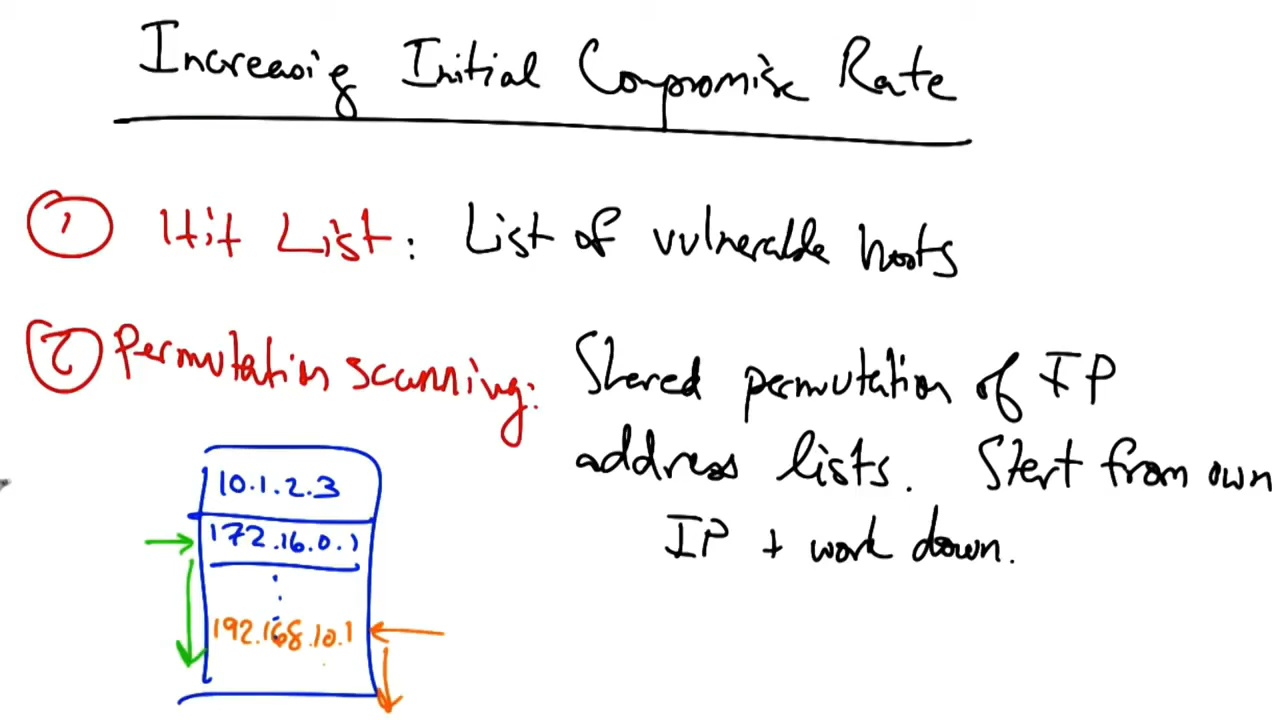 Increasing Initial Compromise Rate
① Hit List: List of vulnerable hosts
② Permutation scanning: Shared permutation of IP
address lists. Start from own
IP + work down.
10.1.2.3
172.16.0.1
192.168.10.1